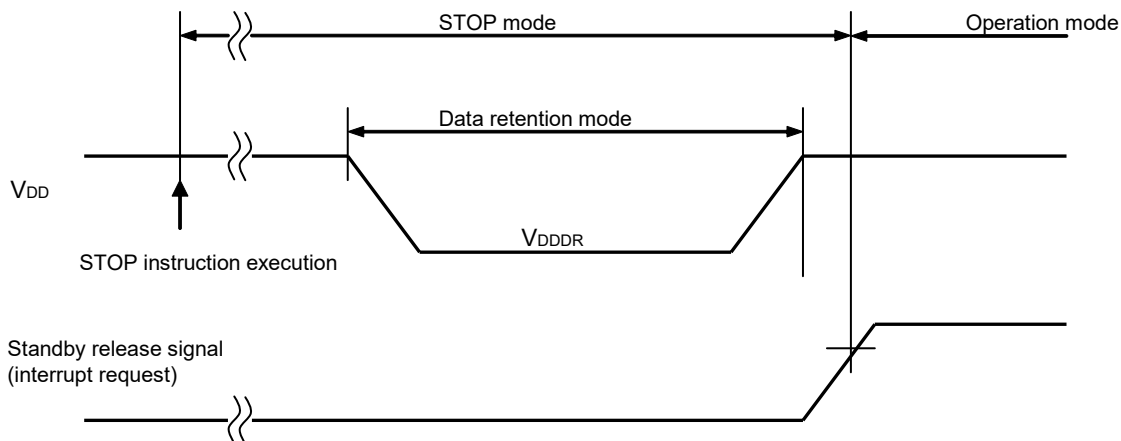 STOP mode
Operation mode
Data retention mode
VDD
VDDDR
STOP instruction execution
Standby release signal
(interrupt request)